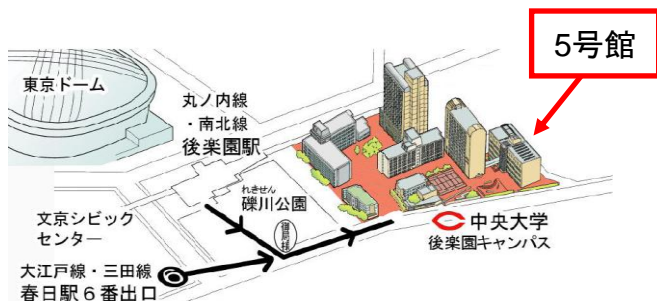 5号館
東京ドーム
丸ノ内線
・南北線
後楽園駅
れきせん
礫川公園
文京シビック
センター
大江戸線・三田線
春日駅6番出口
6
中央大学
後楽園キャンパス